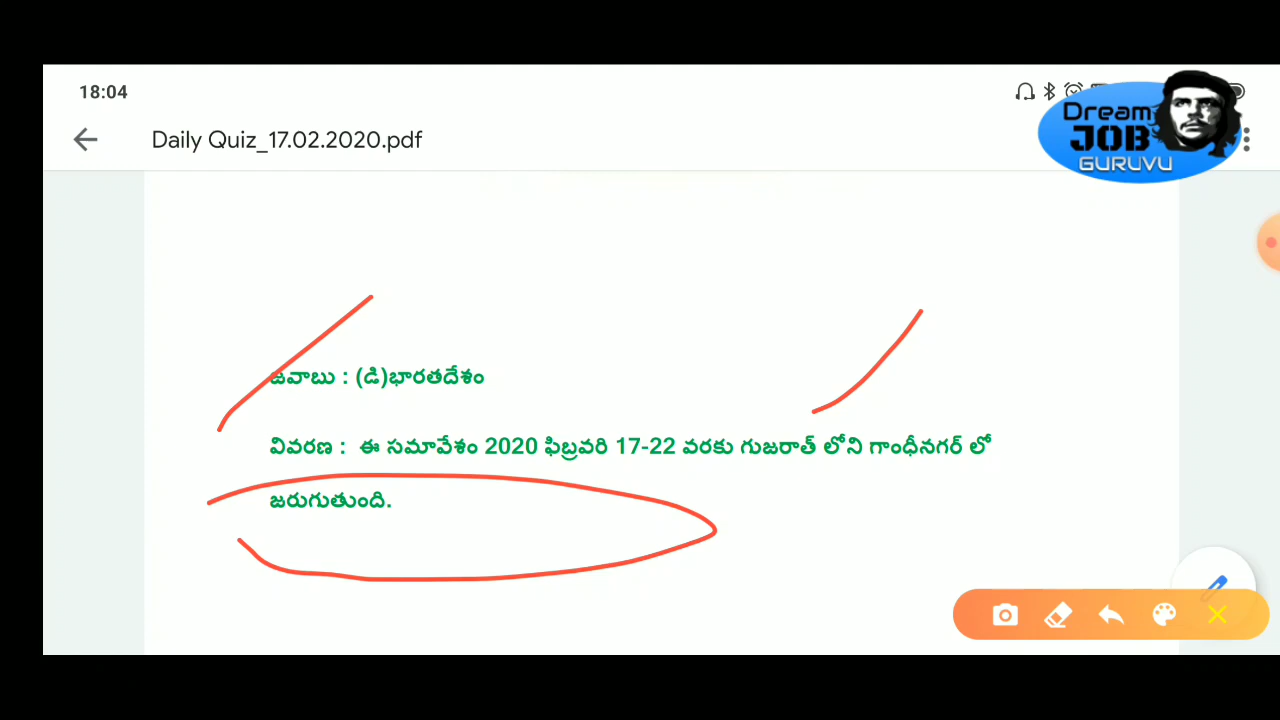 18:04
Daily Quiz_17.02.2020.pdf
Dream
JOB
GURUVU
జవాబు : (డి)భారతదేశం
వివరణ : ఈ సమావేశం 2020 ఫిబ్రవరి 17-22 వరకు గుజరాత్ లోని గాంధీనగర్ లో
జరుగుతుంది.